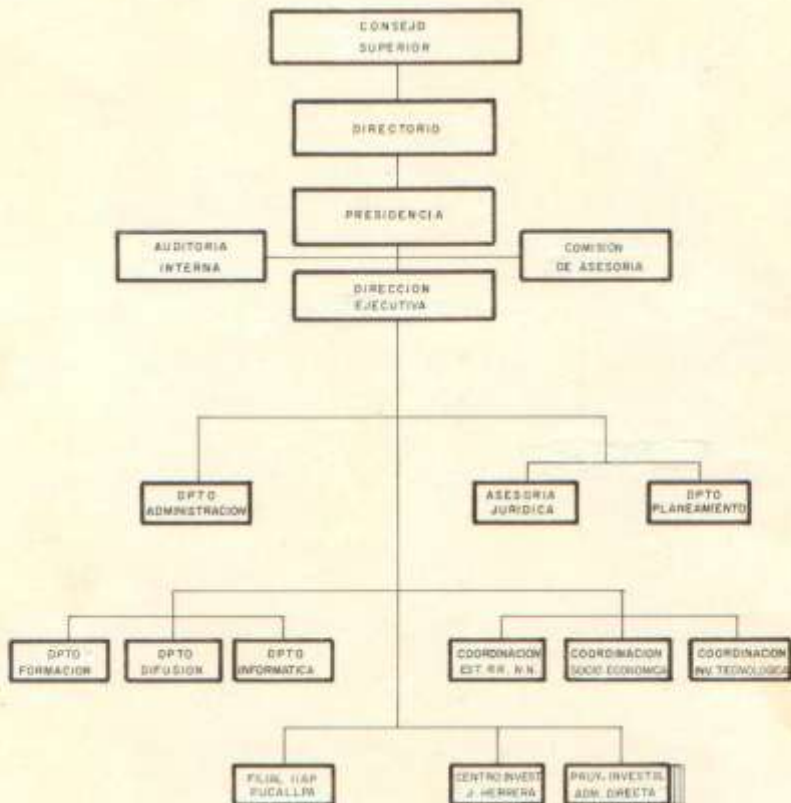 CONSEJO
SUPERIOR
DIRECTORIO
PRESIDENCIA
AUDITORIA
INTERNA
COMISION
DE ASESORIA
DIRECCION
EJECUTIVA
DPTO
ADMINISTRACION
ASESORIA
JURIDICA
DPTO
PLANEAMIENTO
DPTO
FORMACION
DPTO
DIFUSION
DPTO
INFORMATICA
COORDINACION
EST. RR. NN.
COORDINACION
SOCIO ECONOMICA
COORDINACION
INV. TECNOLOGICA
FILIAL IIAP
PUCALLPA
CENTRO INVEST.
J. HERRERA
PROY. INVESTIG.
ADM. DIRECTA